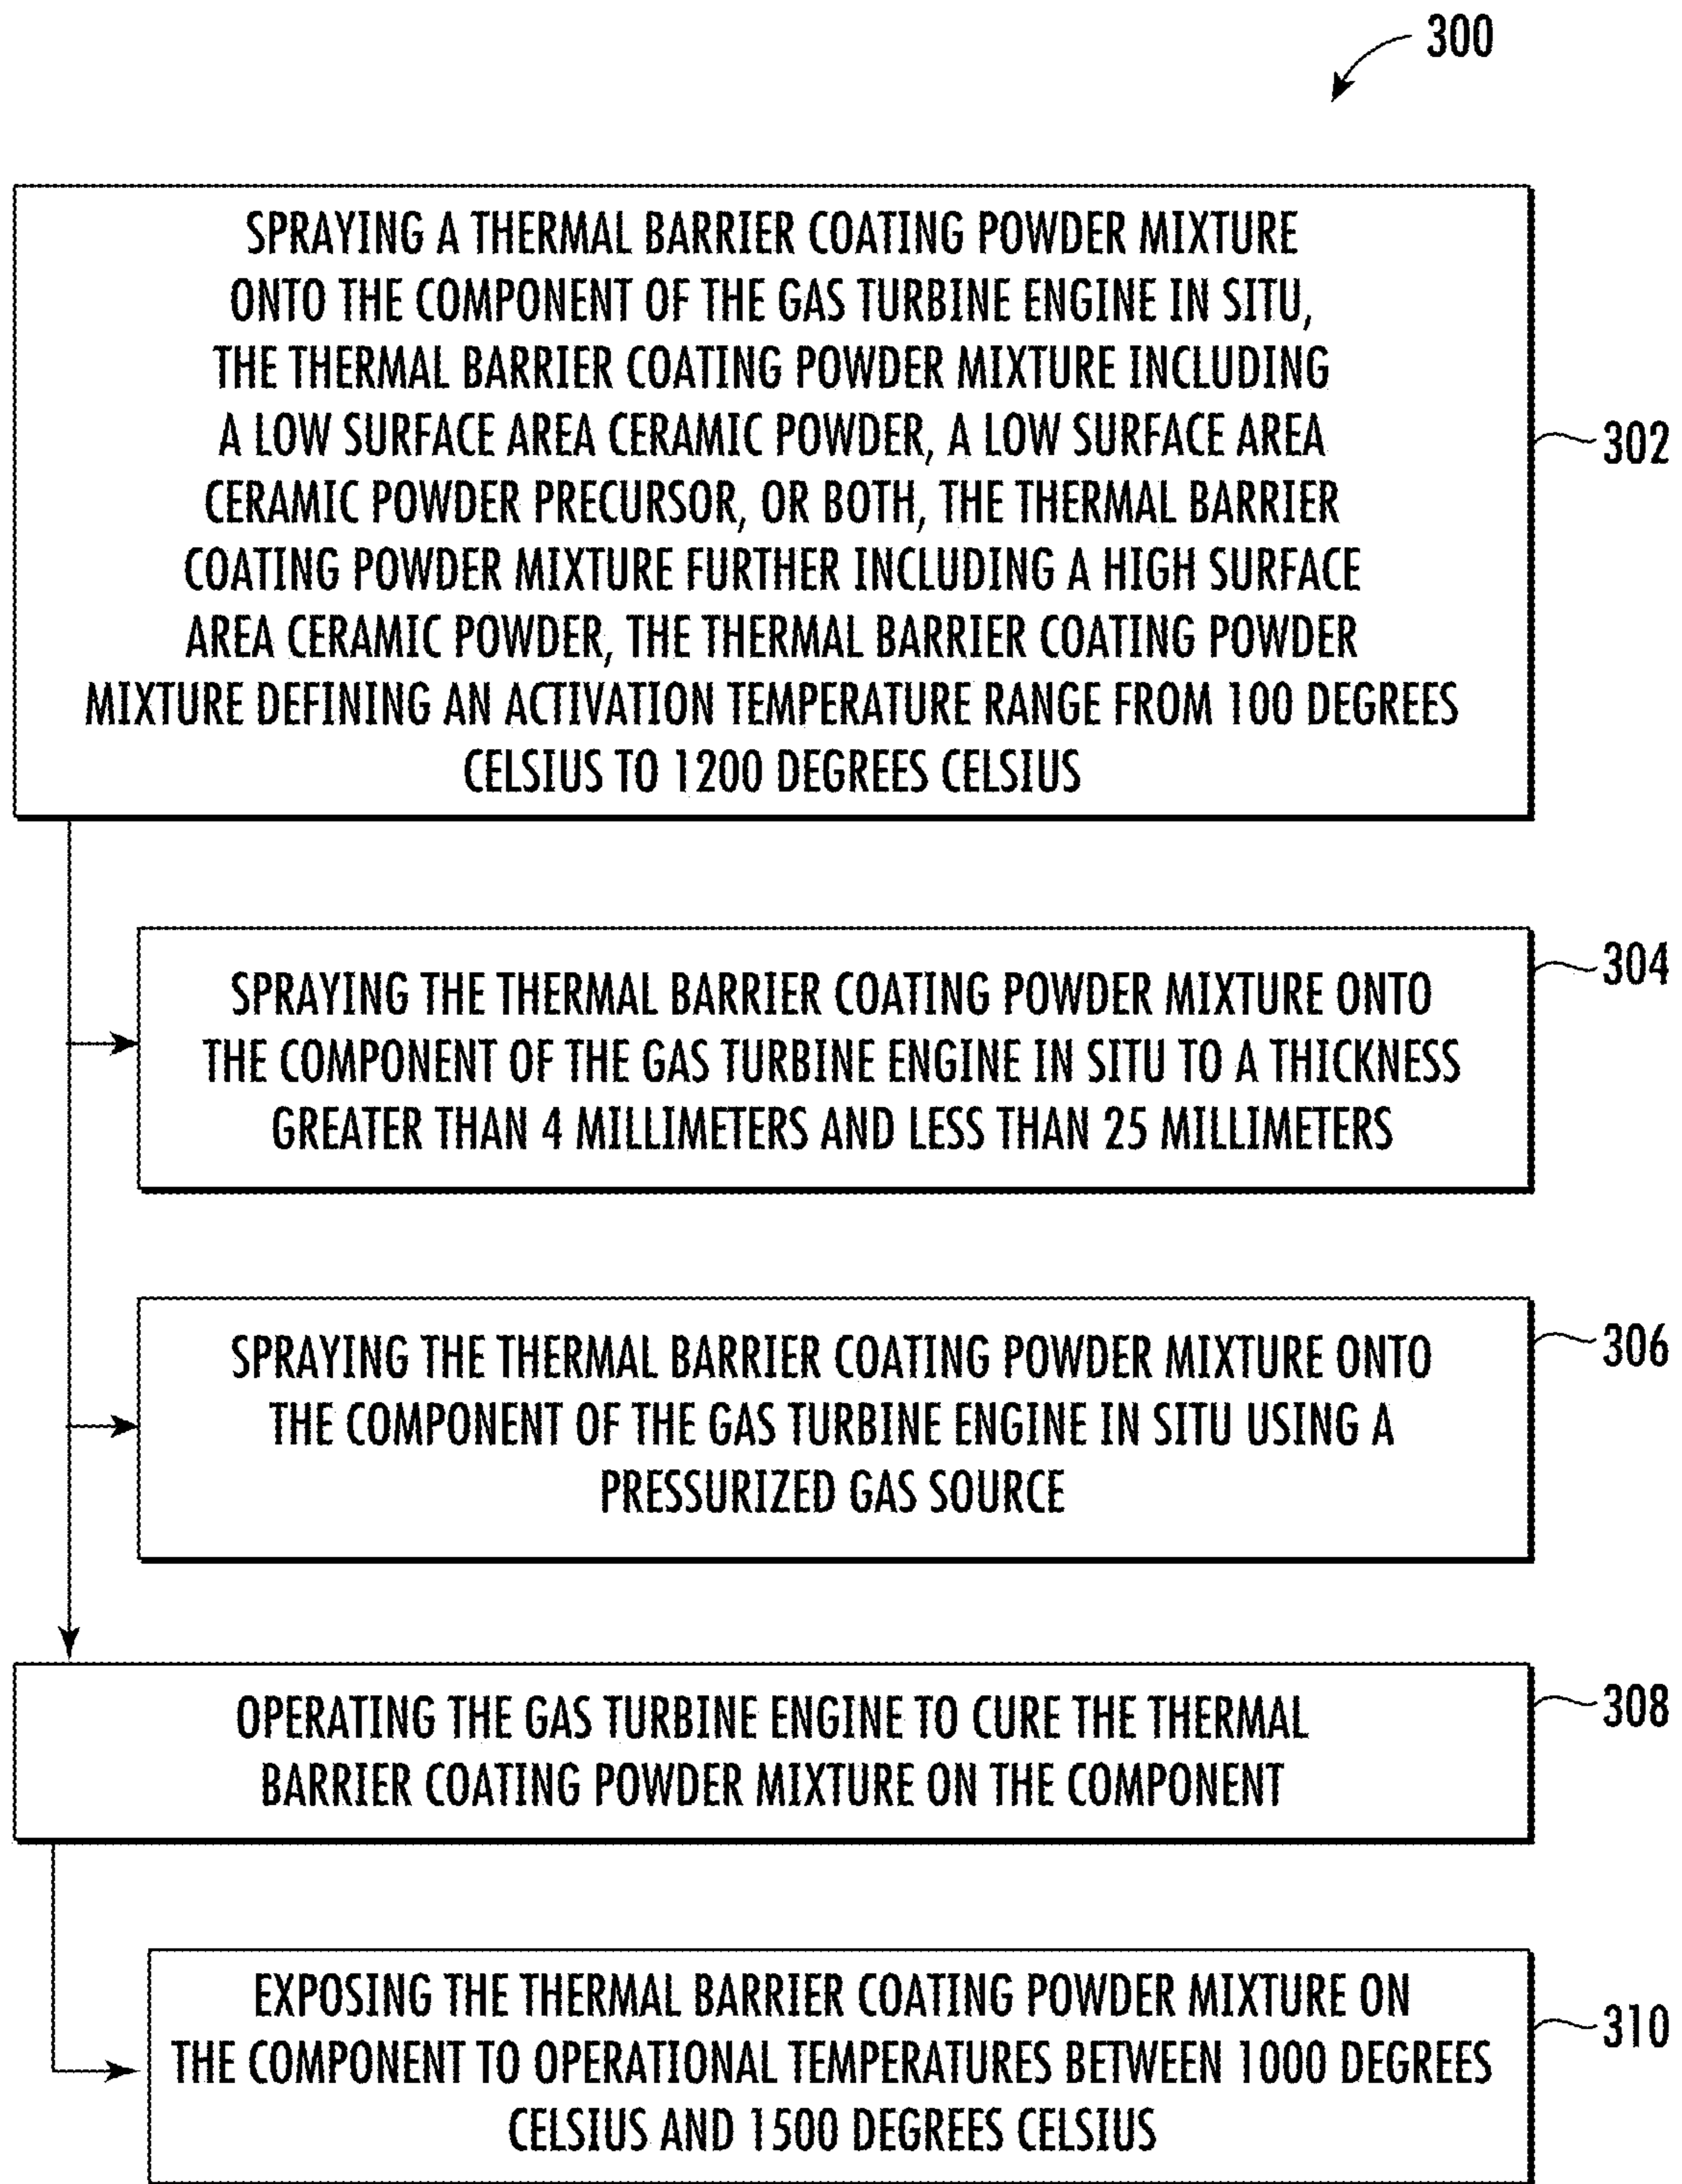 300
SPRAYING A THERMAL BARRIER COATING POWDER MIXTURE
ONTO THE COMPONENT OF THE GAS TURBINE ENGINE IN SITU,
THE THERMAL BARRIER COATING POWDER MIXTURE INCLUDING
A LOW SURFACE AREA CERAMIC POWDER, A LOW SURFACE AREA
CERAMIC POWDER PRECURSOR, OR BOTH, THE THERMAL BARRIER
COATING POWDER MIXTURE FURTHER INCLUDING A HIGH SURFACE
AREA CERAMIC POWDER, THE THERMAL BARRIER COATING POWDER
MIXTURE DEFINING AN ACTIVATION TEMPERATURE RANGE FROM 100 DEGREES
CELSIUS TO 1200 DEGREES CELSIUS
302
SPRAYING THE THERMAL BARRIER COATING POWDER MIXTURE ONTO
THE COMPONENT OF THE GAS TURBINE ENGINE IN SITU TO A THICKNESS
GREATER THAN 4 MILLIMETERS AND LESS THAN 25 MILLIMETERS
304
SPRAYING THE THERMAL BARRIER COATING POWDER MIXTURE ONTO
THE COMPONENT OF THE GAS TURBINE ENGINE IN SITU USING A
PRESSURIZED GAS SOURCE
306
OPERATING THE GAS TURBINE ENGINE TO CURE THE THERMAL
BARRIER COATING POWDER MIXTURE ON THE COMPONENT
308
EXPOSING THE THERMAL BARRIER COATING POWDER MIXTURE ON
THE COMPONENT TO OPERATIONAL TEMPERATURES BETWEEN 1000 DEGREES
CELSIUS AND 1500 DEGREES CELSIUS
310